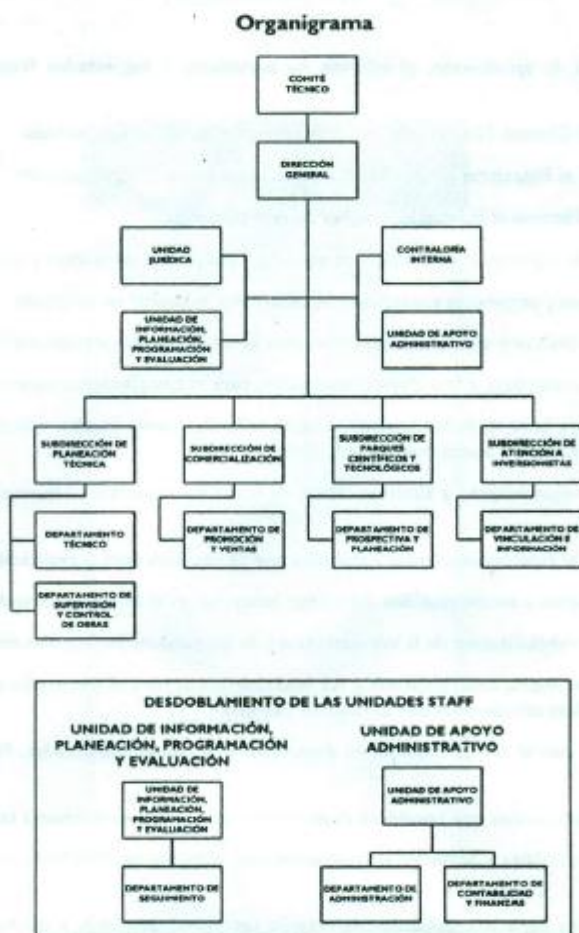 Organigrama
COMITÉ
TÉCNICO
DIRECCIÓN
GENERAL
UNIDAD
JURÍDICA
CONTRALORÍA
INTERNA
UNIDAD DE
INFORMACIÓN,
PLANEACIÓN,
PROGRAMACIÓN
Y EVALUACIÓN
UNIDAD DE APOYO
ADMINISTRATIVO
SUBDIRECCIÓN DE
PLANEACIÓN
TÉCNICA
SUBDIRECCIÓN DE
COMERCIALIZACIÓN
SUBDIRECCIÓN DE
PARQUES
CIENTÍFICOS Y
TECNOLÓGICOS
SUBDIRECCIÓN DE
ATENCIÓN A
INVERSIONISTAS
DEPARTAMENTO
TÉCNICO
DEPARTAMENTO DE
PROMOCIÓN
Y VENTAS
DEPARTAMENTO DE
PROSPECTIVA Y
PLANEACIÓN
DEPARTAMENTO DE
VINCULACIÓN E
INFORMACIÓN
DEPARTAMENTO DE
SUPERVISIÓN
Y CONTROL
DE OBRAS
DESDOBLAMIENTO DE LAS UNIDADES STAFF
UNIDAD DE INFORMACIÓN,
PLANEACIÓN, PROGRAMACIÓN
Y EVALUACIÓN
UNIDAD DE APOYO
ADMINISTRATIVO
UNIDAD DE
INFORMACIÓN,
PLANEACIÓN,
PROGRAMACIÓN
Y EVALUACIÓN
UNIDAD DE APOYO
ADMINISTRATIVO
DEPARTAMENTO DE
SEGUIMIENTO
DEPARTAMENTO DE
ADMINISTRACIÓN
DEPARTAMENTO DE
CONTABILIDAD
Y FINANZAS